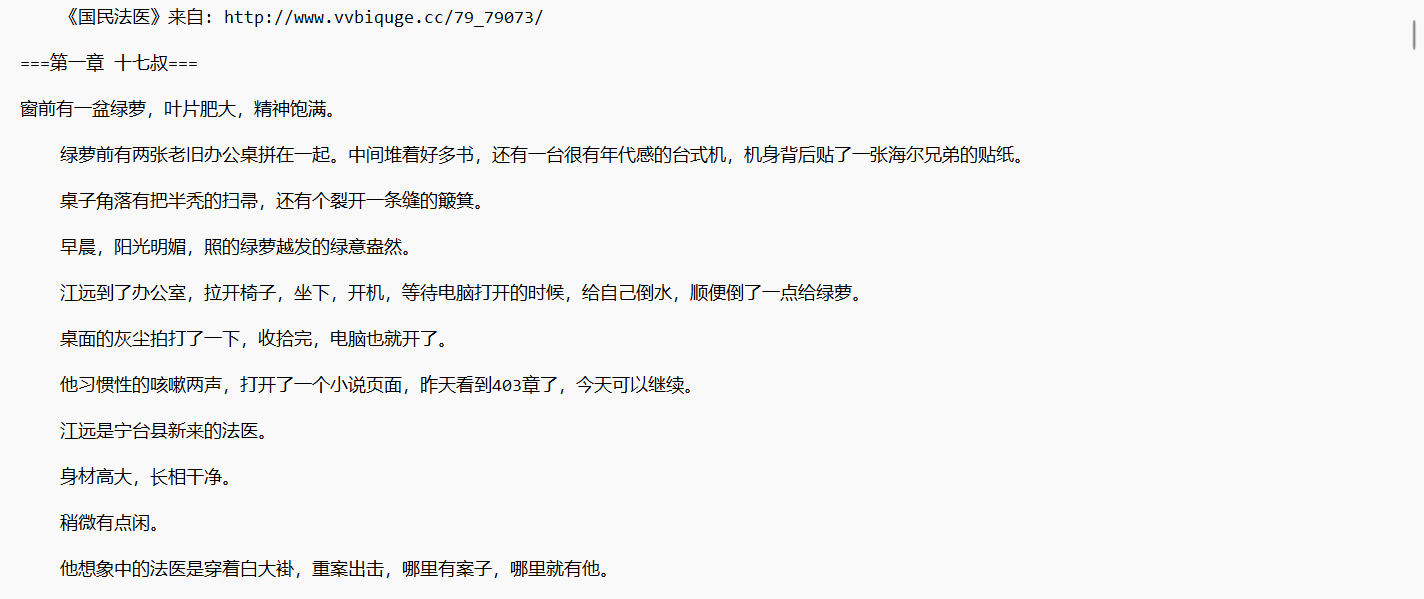 《国民法医》来自：http://www.vvbiquge.cc/79_79073/
===第一章 十七叔===
窗前有一盆绿萝，叶片肥大，精神饱满。
绿萝前有两张老旧办公桌拼在一起。中间堆着好多书，还有一台很有年代感的台式机，机身背后贴了一张海尔兄弟的贴纸。
桌子角落有把半秃的扫帚，还有个裂开一条缝的簸箕。
早晨，阳光明媚，照的绿萝越发的绿意盎然。
江远到了办公室，拉开椅子，坐下，开机，等待电脑打开的时候，给自己倒水，顺便倒了一点给绿萝。
桌面的灰尘拍打了一下，收拾完，电脑也就开了。
他习惯性的咳嗽两声，打开了一个小说页面，昨天看到403章了，今天可以继续。
江远是宁台县新来的法医。
身材高大，长相干净。
稍微有点闲。
他想象中的法医是穿着白大褂，重案出击，哪里有案子，哪里就有他。